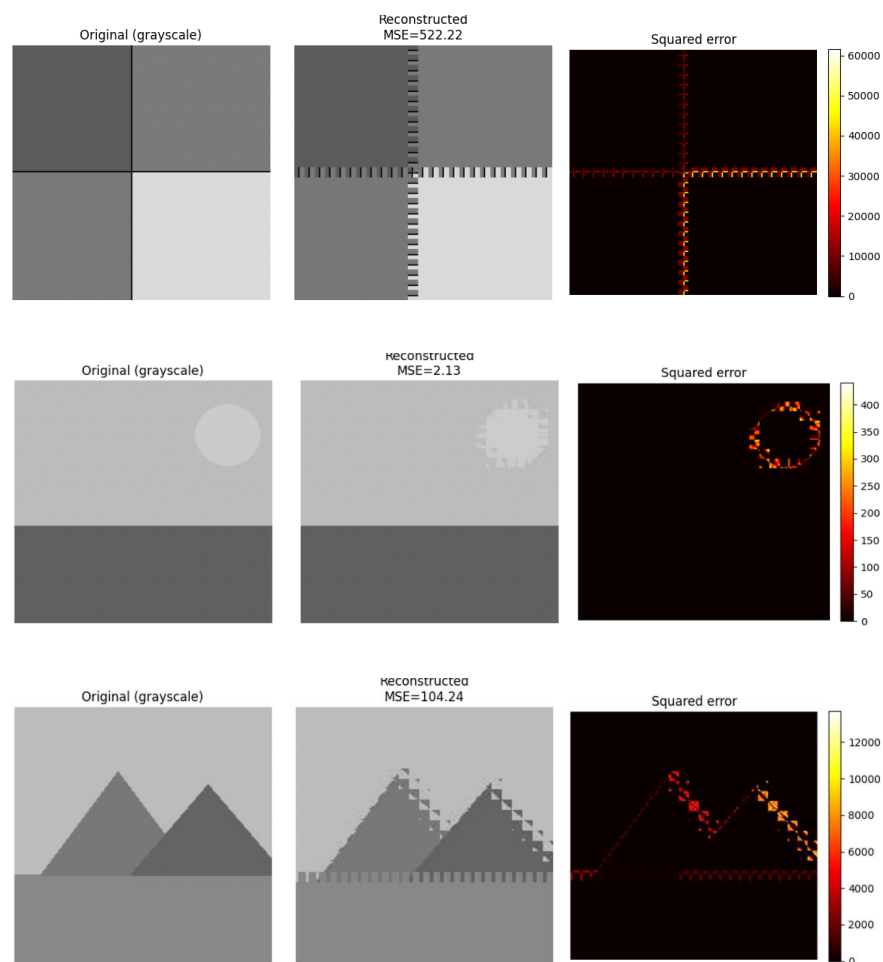 Original (grayscale)
Reconstructed
MSE=522.22
Squared error
60000
50000
40000
30000
20000
10000
0
Original (grayscale)
Reconstructed
MSE=2.13
Squared error
400
350
300
250
200
150
100
50
0
Original (grayscale)
Reconstructed
MSE=104.24
Squared error
12000
10000
8000
6000
4000
2000
0